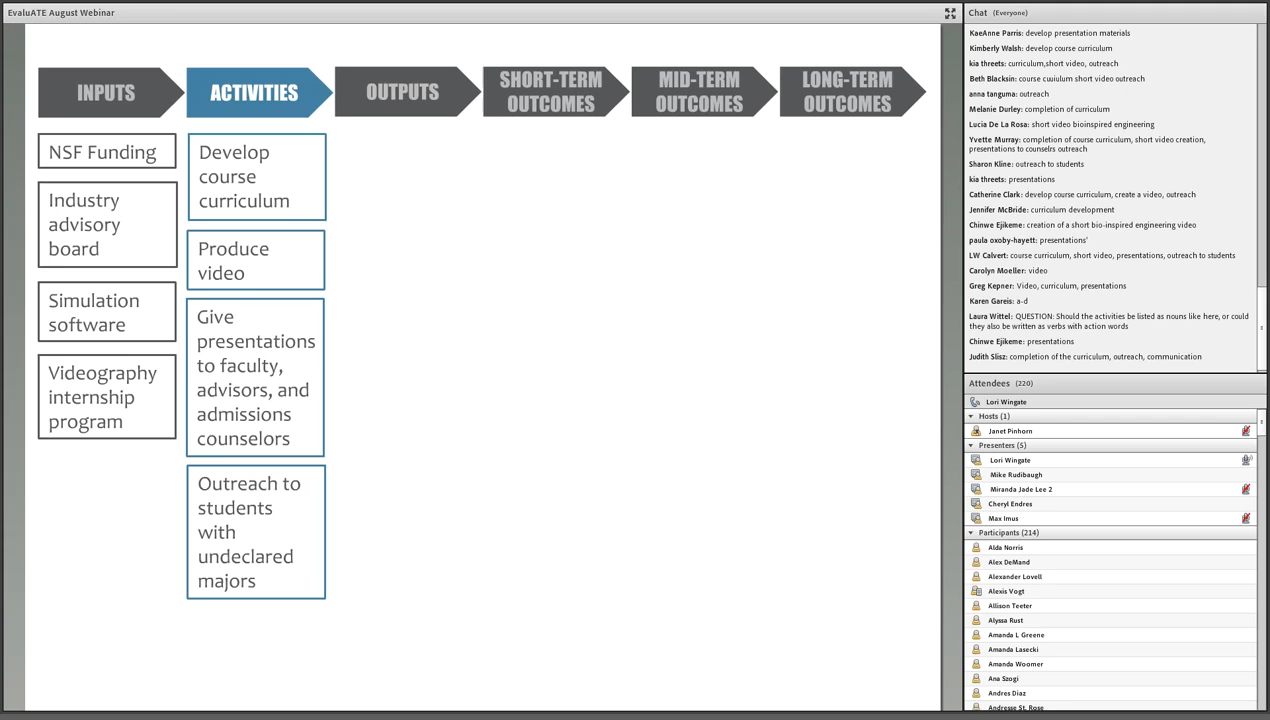 EvaluATE August Webinar
INPUTS
ACTIVITIES
OUTPUTS
SHORT-TERM
OUTCOMES
MID-TERM
OUTCOMES
LONG-TERM
OUTCOMES
NSF Funding
Industry
advisory
board
Simulation
software
Videography
internship
program
Develop
course
curriculum
Produce
video
Give
presentations
to faculty,
advisors, and
admissions
counselors
Outreach to
students
with
undeclared
majors
Chat (Everyone)
KaeAnne Parris: develop presentation materials
Kimberly Walsh: develop course curriculum
kia threets: curriculum,short video, outreach
Beth Blacksin: course cuuiulum short video outreach
anna tanguma: outreach
Melanie Durley: completion of curriculum
Lucia De La Rosa: short video bioinspired engineering
Yvette Murray: completion of course curriculum, short video creation,
presentations to counselrs outreach
Sharon Kline: outreach to students
kia threets: presentations
Catherine Clark: develop course curriculum, create a video, outreach
Jennifer McBride: curriculum development
Chinwe Ejikeme: creation of a short bio-inspired engineering video
paula oxoby-hayett: presentations'
LW Calvert: course curriculum, short video, presentations, outreach to students
Carolyn Moeller: video
Greg Kepner: Video, curriculum, presentations
Karen Gareis: a-d
Laura Wittel: QUESTION: Should the activities be listed as nouns like here, or could
they also be written as verbs with action words
Chinwe Ejikeme: presentations
Judith Slisz: completion of the curriculum, outreach, communication
Attendees (220)
Lori Wingate
Hosts (1)
Janet Pinhorn
Presenters (5)
Lori Wingate
Mike Rudibaugh
Miranda Jade Lee 2
Cheryl Endres
Max Imus
Participants (214)
Alda Norris
Alex DeMand
Alexander Lovell
Alexis Vogt
Allison Teeter
Alyssa Rust
Amanda L Greene
Amanda Lasecki
Amanda Woomer
Ana Szogi
Andres Diaz
Andresse St. Rose